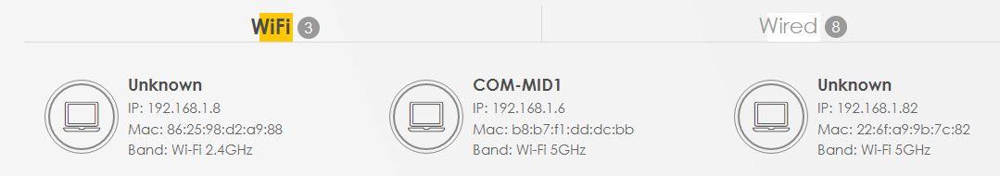 WiFi 3
Wired 8
Unknown
IP: 192.168.1.8
Mac: 86:25:98:d2:a9:88
Band: Wi-Fi 2.4GHz
COM-MID1
IP: 192.168.1.6
Mac: b8:b7:f1:dd:dc:bb
Band: Wi-Fi 5GHz
Unknown
IP: 192.168.1.82
Mac: 22:6f:a9:9b:7c:82
Band: Wi-Fi 5GHz